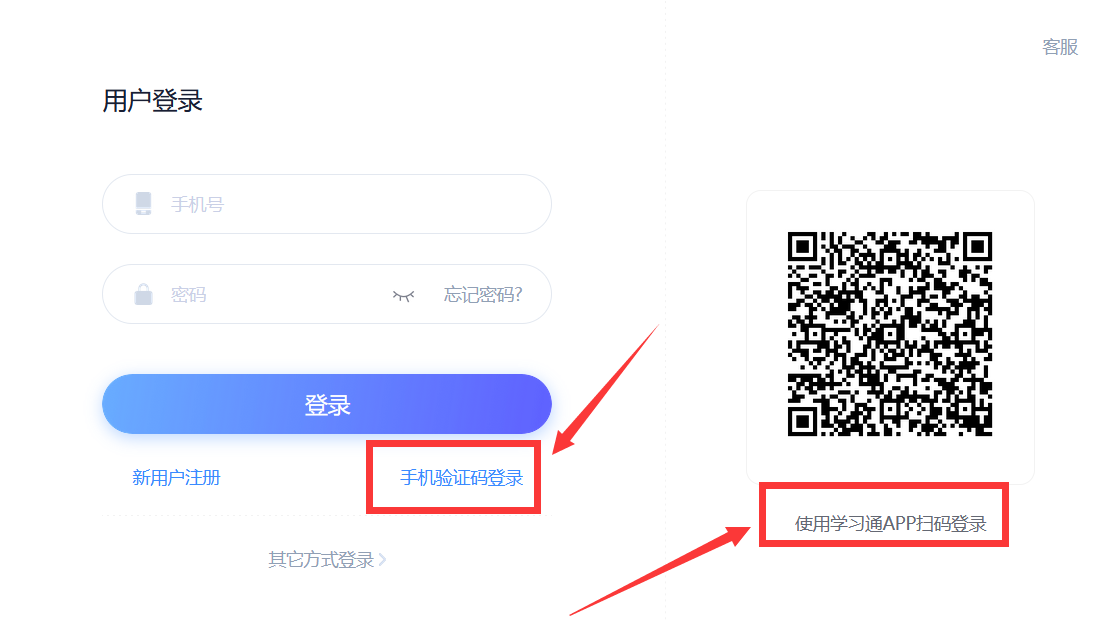 客服
用户登录
手机号
密码 忘记密码?
登录
新用户注册 手机验证码登录
其它方式登录
使用学习通APP扫码登录